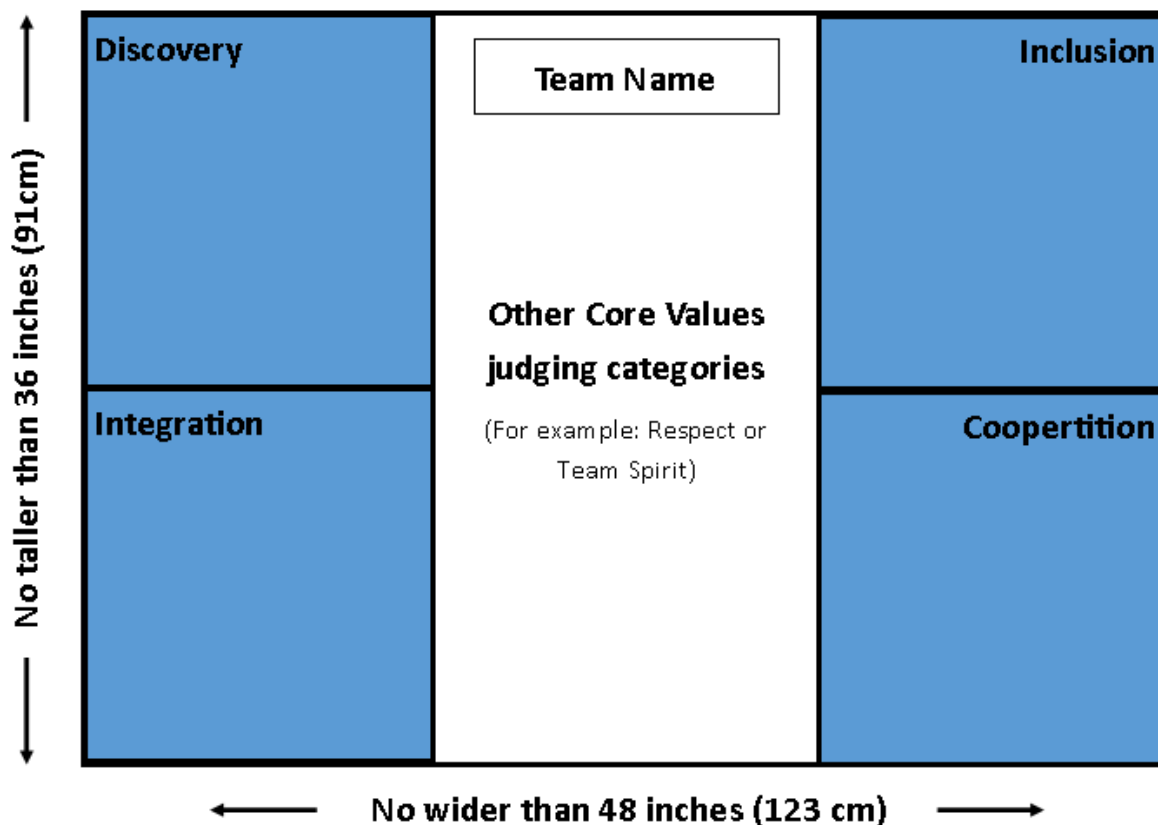 Discovery
Team Name
Inclusion
Other Core Values
judging categories
(For example: Respect or
Team Spirit)
Integration
Coopertition
No taller than 36 inches (91cm)
No wider than 48 inches (123 cm)